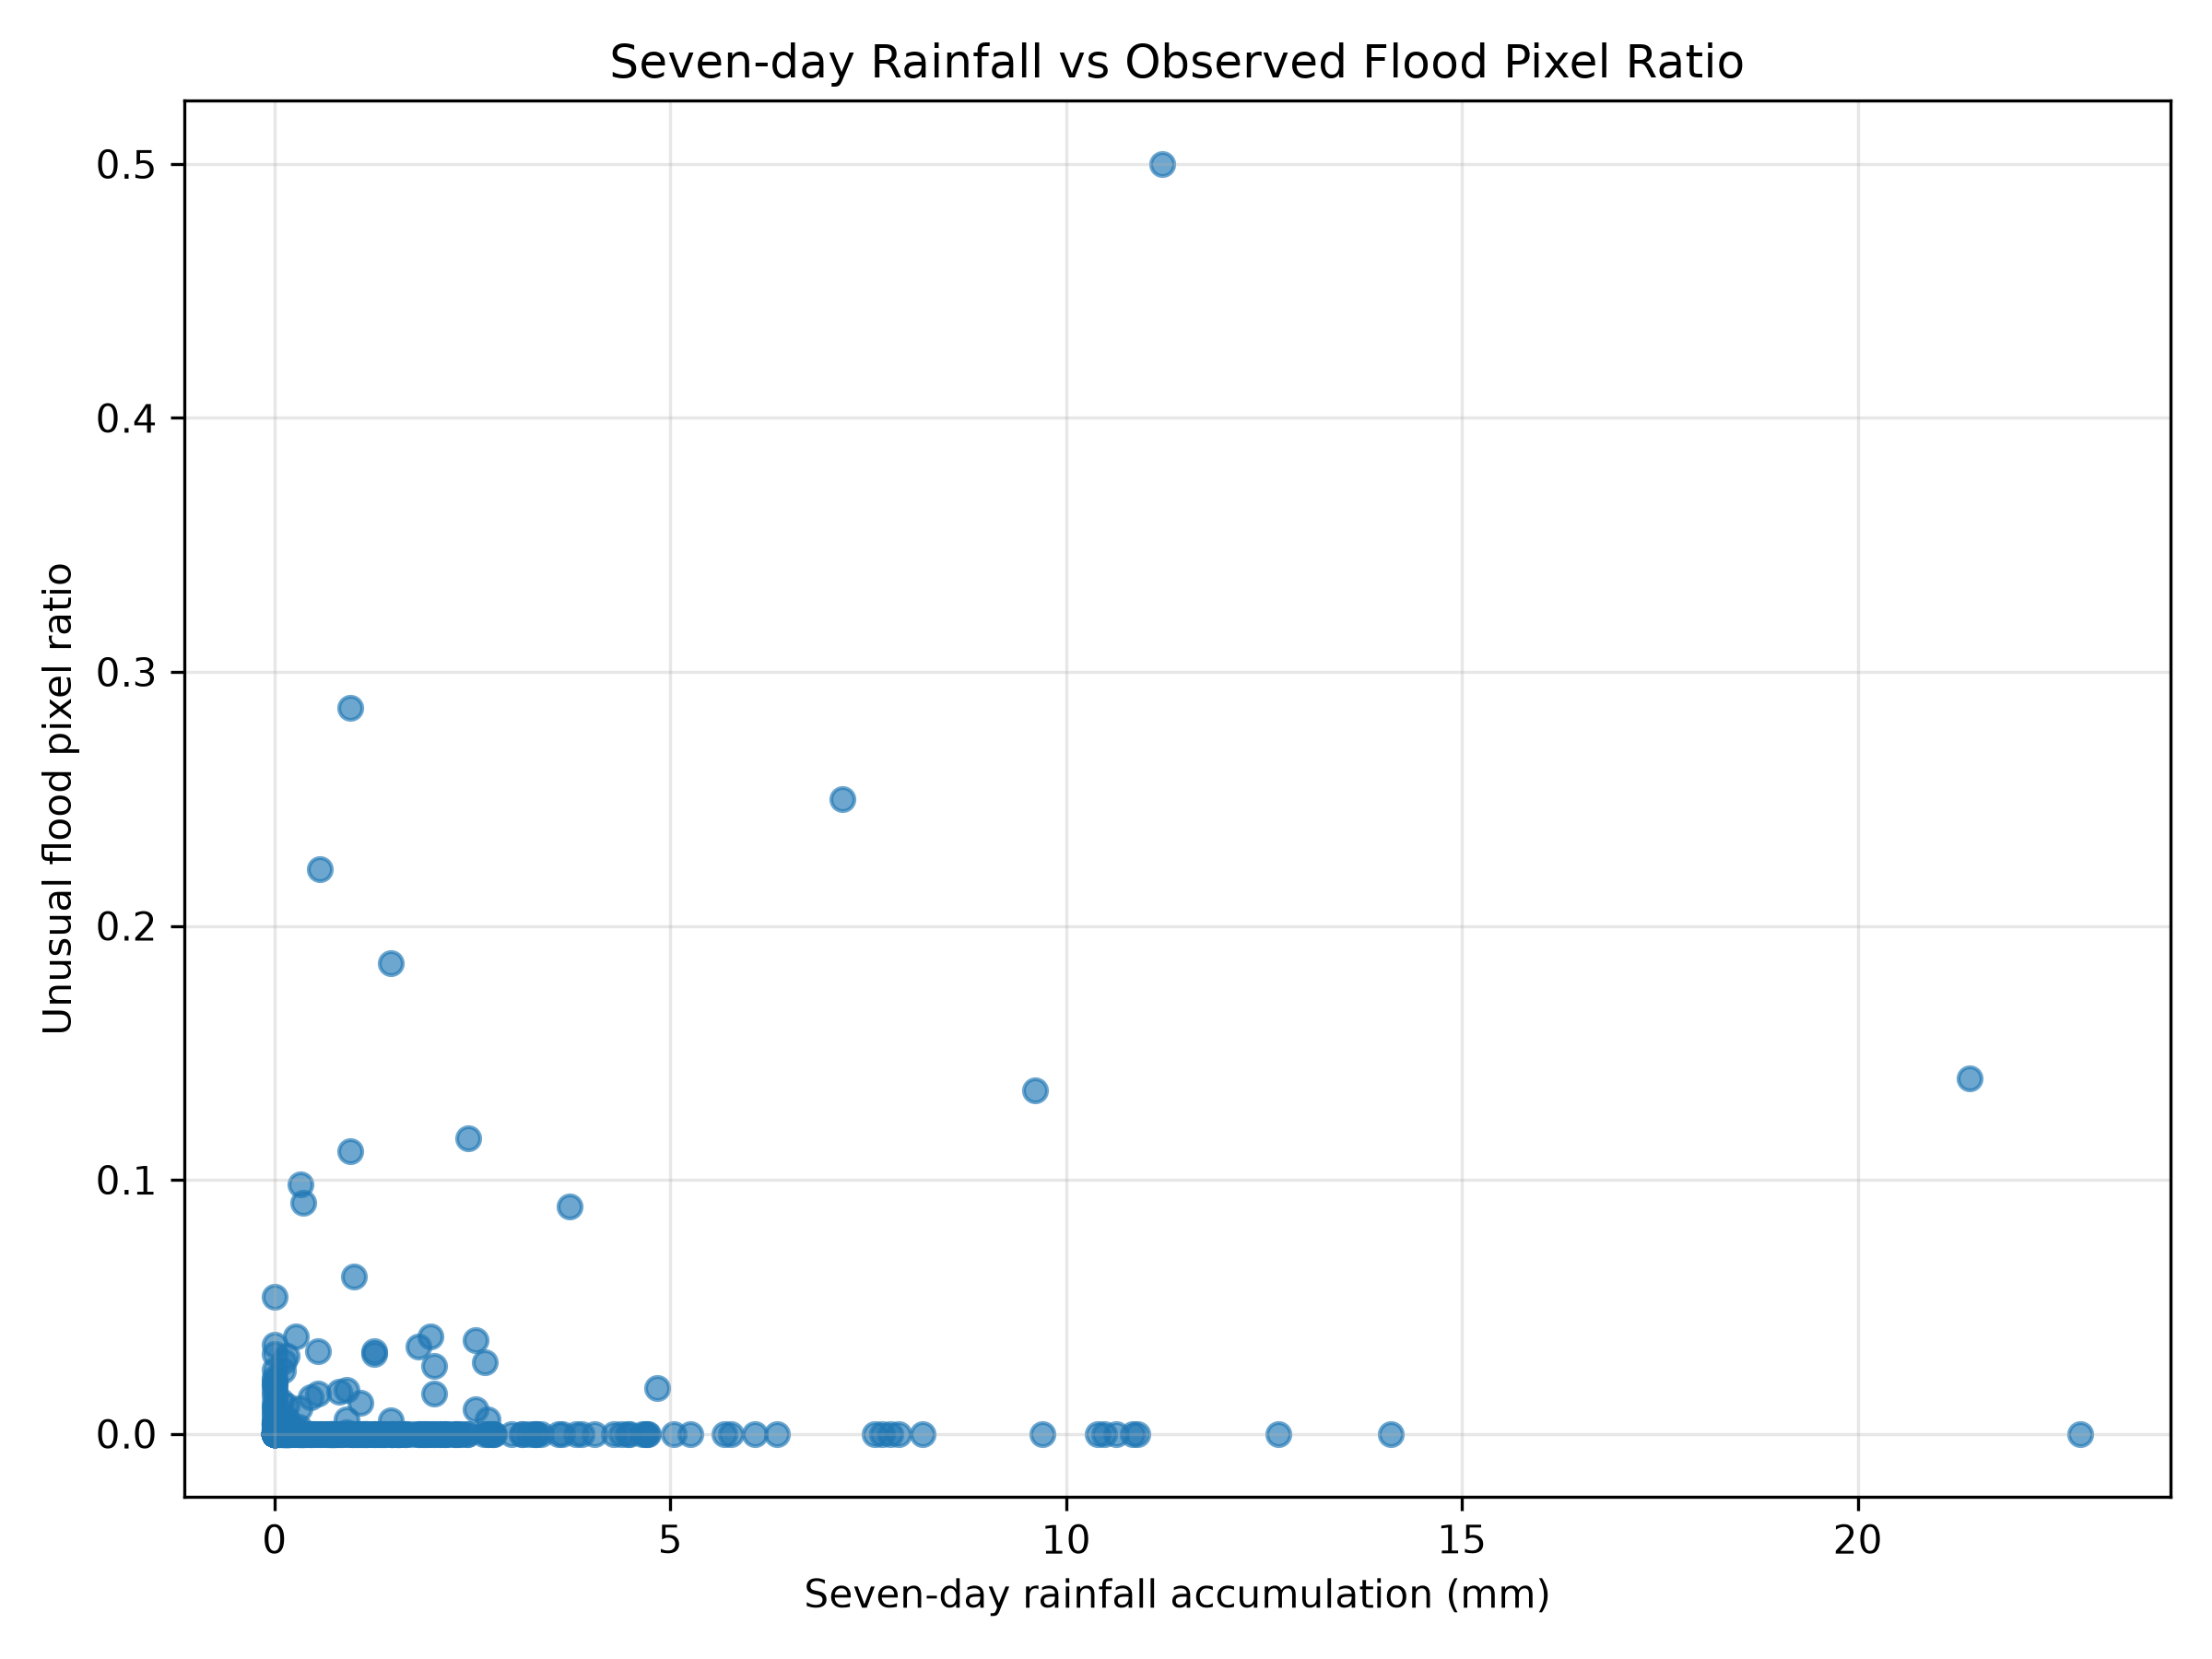 Seven-day Rainfall vs Observed Flood Pixel Ratio
Unusual flood pixel ratio
0.5
0.4
0.3
0.2
0.1
0.0
0 5 10 15 20
Seven-day rainfall accumulation (mm)